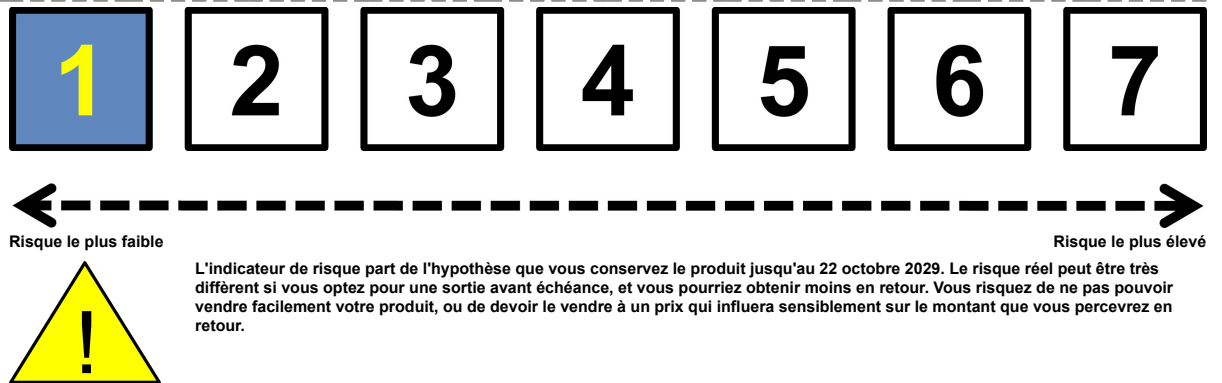 1 2 3 4 5 6 7
Risque le plus faible Risque le plus élevé
L'indicateur de risque part de l'hypothèse que vous conservez le produit jusqu'au 22 octobre 2029. Le risque réel peut être très
diffèrent si vous optez pour une sortie avant échéance, et vous pourriez obtenir moins en retour. Vous risquez de ne pas pouvoir
vendre facilement votre produit, ou de devoir le vendre à un prix qui influera sensiblement sur le montant que vous percevrez en
retour.
!